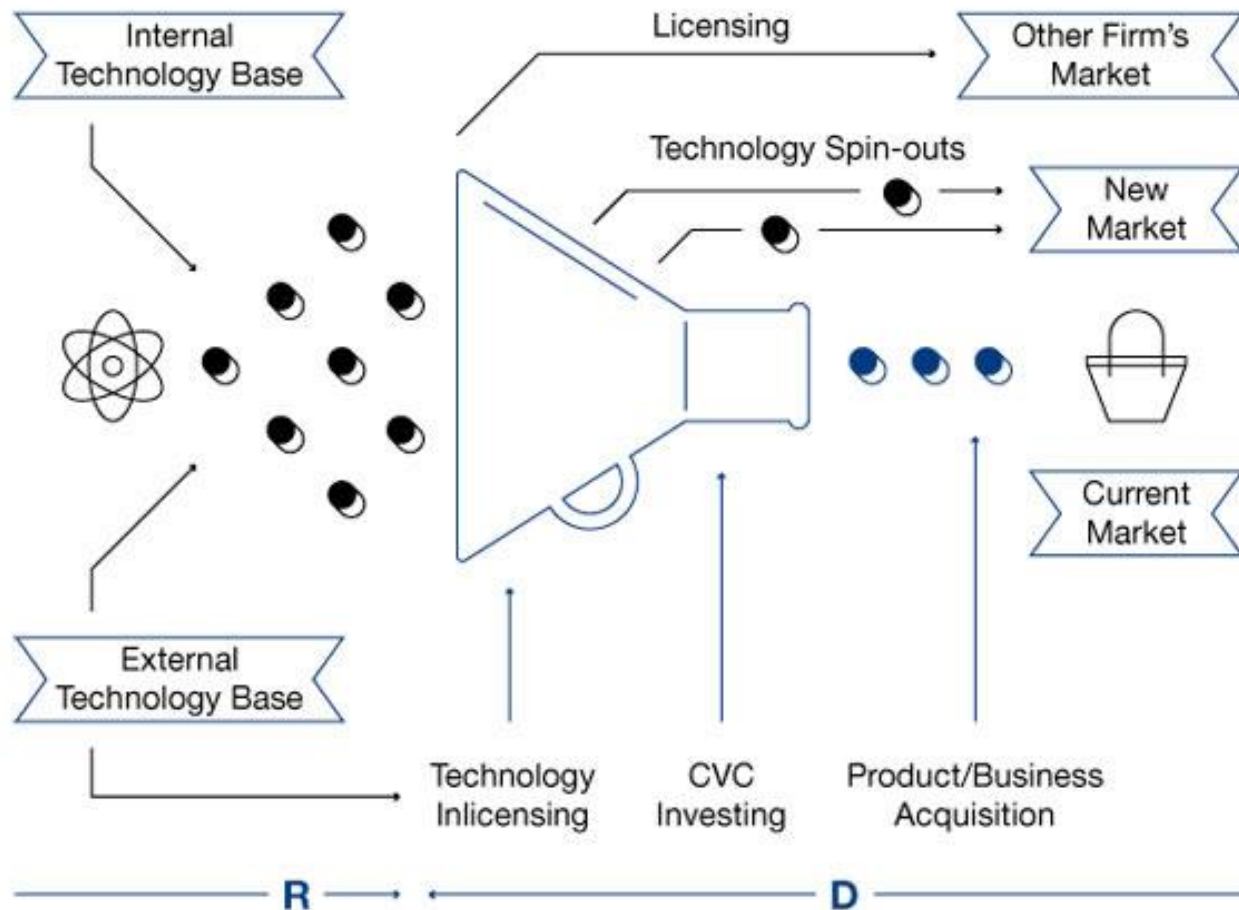 Internal
Technology Base
Licensing
Other Firm's
Market
Technology Spin-outs
New
Market
Current
Market
External
Technology Base
Technology
Inlicensing
CVC
Investing
Product/Business
Acquisition
R
D